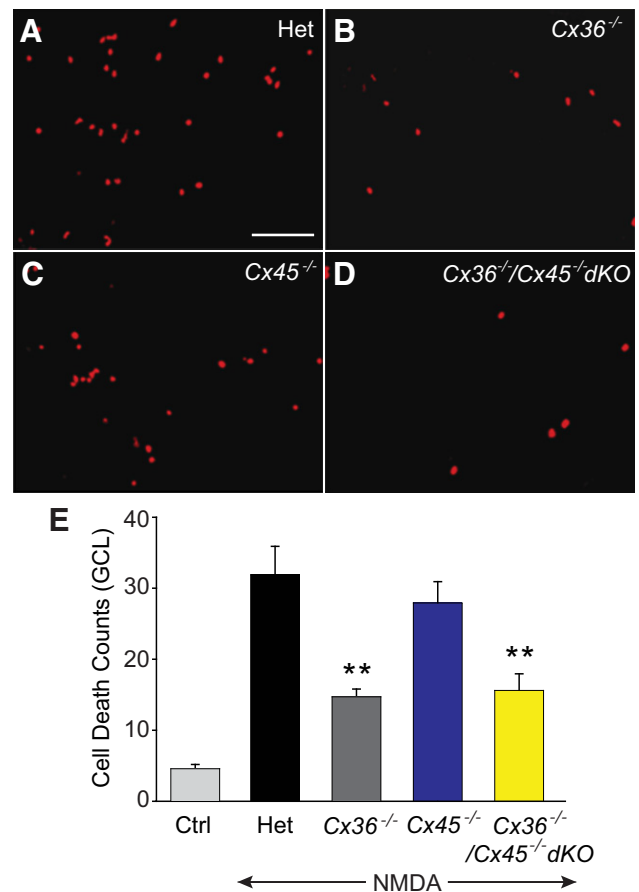 A Het
B Cx36-/-
C Cx45-/-
D Cx36-/-/Cx45-/-dKO
E
Cell Death Counts (GCL)
40
30
20
10
0
**
**
Ctrl Het Cx36-/- Cx45-/- Cx36-/-
/Cx45-/-dKO
NMDA